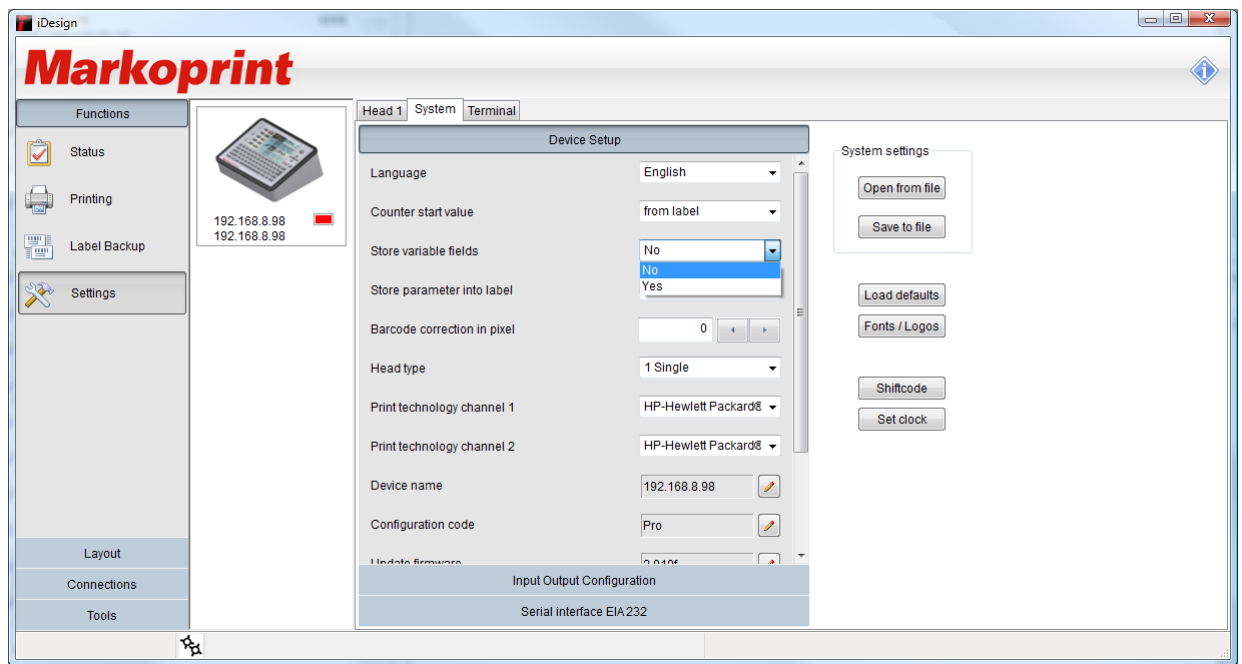 iDesign
Markoprint
Functions
Status
Printing
Label Backup
Settings
Layout
Connections
Tools
192.168.8.98
192.168.8.98
Head 1 System Terminal
Device Setup
Language English
Counter start value from label
Store variable fields No
No
Yes
Store parameter into label
Barcode correction in pixel 0
Head type 1 Single
Print technology channel 1 HP-Hewlett Packard®
Print technology channel 2 HP-Hewlett Packard®
Device name 192.168.8.98
Configuration code Pro
Update firmware
Input Output Configuration
Serial interface EIA232
System settings
Open from file
Save to file
Load defaults
Fonts / Logos
Shiftcode
Set clock